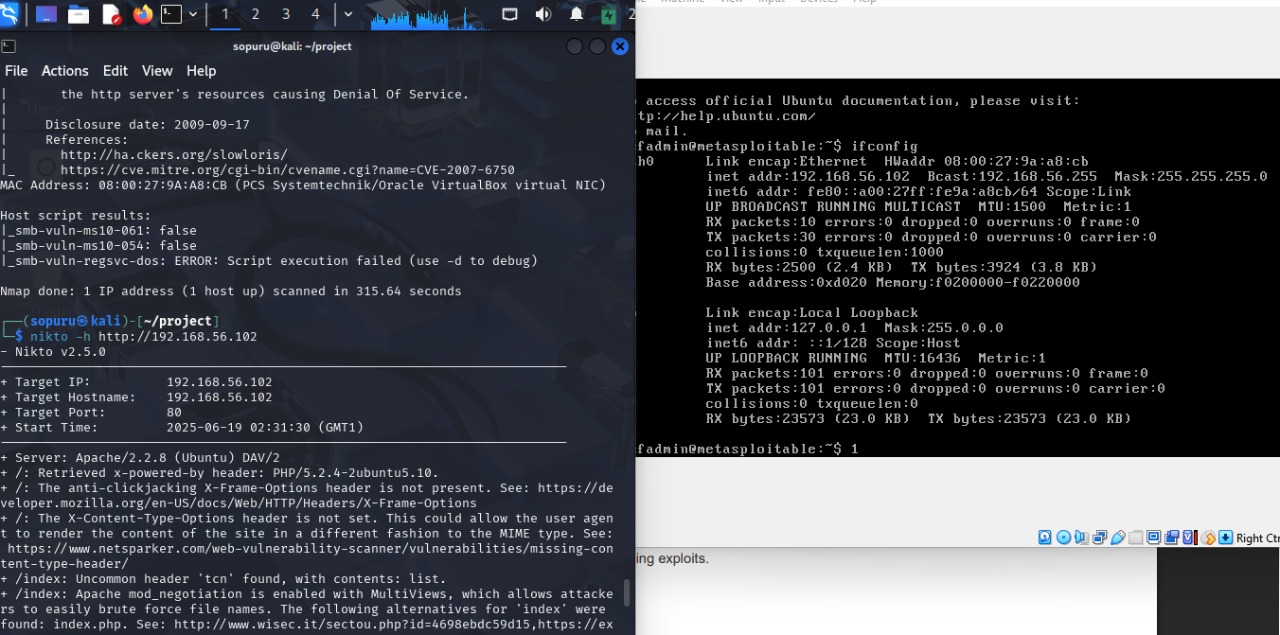 1 2 3 4
sopuru@kali: ~/project
File Actions Edit View Help
| the http server's resources causing Denial Of Service.
|
| Disclosure date: 2009-09-17
| References:
| http://ha.ckers.org/slowloris/
|_ https://cve.mitre.org/cgi-bin/cvename.cgi?name=CVE-2007-6750
MAC Address: 08:00:27:9A:A8:CB (PCS Systemtechnik/Oracle VirtualBox virtual NIC)
Host script results:
|_smb-vuln-ms10-061: false
|_smb-vuln-ms10-054: false
|_smb-vuln-regsvc-dos: ERROR: Script execution failed (use -d to debug)
Nmap done: 1 IP address (1 host up) scanned in 315.64 seconds
(sopuru㉿kali)-[~/project]
$ nikto -h http://192.168.56.102
- Nikto v2.5.0
+ Target IP: 192.168.56.102
+ Target Hostname: 192.168.56.102
+ Target Port: 80
+ Start Time: 2025-06-19 02:31:30 (GMT1)
+ Server: Apache/2.2.8 (Ubuntu) DAV/2
+ /: Retrieved x-powered-by header: PHP/5.2.4-2ubuntu5.10.
+ /: The anti-clickjacking X-Frame-Options header is not present. See: https://de
veloper.mozilla.org/en-US/docs/Web/HTTP/Headers/X-Frame-Options
+ /: The X-Content-Type-Options header is not set. This could allow the user agen
t to render the content of the site in a different fashion to the MIME type. See:
https://www.netsparker.com/web-vulnerability-scanner/vulnerabilities/missing-con
tent-type-header/
+ /index: Uncommon header 'tcn' found, with contents: list.
+ /index: Apache mod_negotiation is enabled with MultiViews, which allows attacke
rs to easily brute force file names. The following alternatives for 'index' were
found: index.php. See: http://www.wisec.it/sectou.php?id=4698ebdc59d15,https://ex
Machine View Input Devices Help
access official Ubuntu documentation, please visit:
tp://help.ubuntu.com/
mail.
fadmin@metasploitable:~$ ifconfig
h0 Link encap:Ethernet HWaddr 08:00:27:9a:a8:cb
inet addr:192.168.56.102 Bcast:192.168.56.255 Mask:255.255.255.0
inet6 addr: fe80::a00:27ff:fe9a:a8cb/64 Scope:Link
UP BROADCAST RUNNING MULTICAST MTU:1500 Metric:1
RX packets:10 errors:0 dropped:0 overruns:0 frame:0
TX packets:30 errors:0 dropped:0 overruns:0 carrier:0
collisions:0 txqueuelen:1000
RX bytes:2500 (2.4 KB) TX bytes:3924 (3.8 KB)
Base address:0xd020 Memory:f0200000-f0220000
Link encap:Local Loopback
inet addr:127.0.0.1 Mask:255.0.0.0
inet6 addr: ::1/128 Scope:Host
UP LOOPBACK RUNNING MTU:16436 Metric:1
RX packets:101 errors:0 dropped:0 overruns:0 frame:0
TX packets:101 errors:0 dropped:0 overruns:0 carrier:0
collisions:0 txqueuelen:0
RX bytes:23573 (23.0 KB) TX bytes:23573 (23.0 KB)
fadmin@metasploitable:~$ 1
Right Ctr
ing exploits.